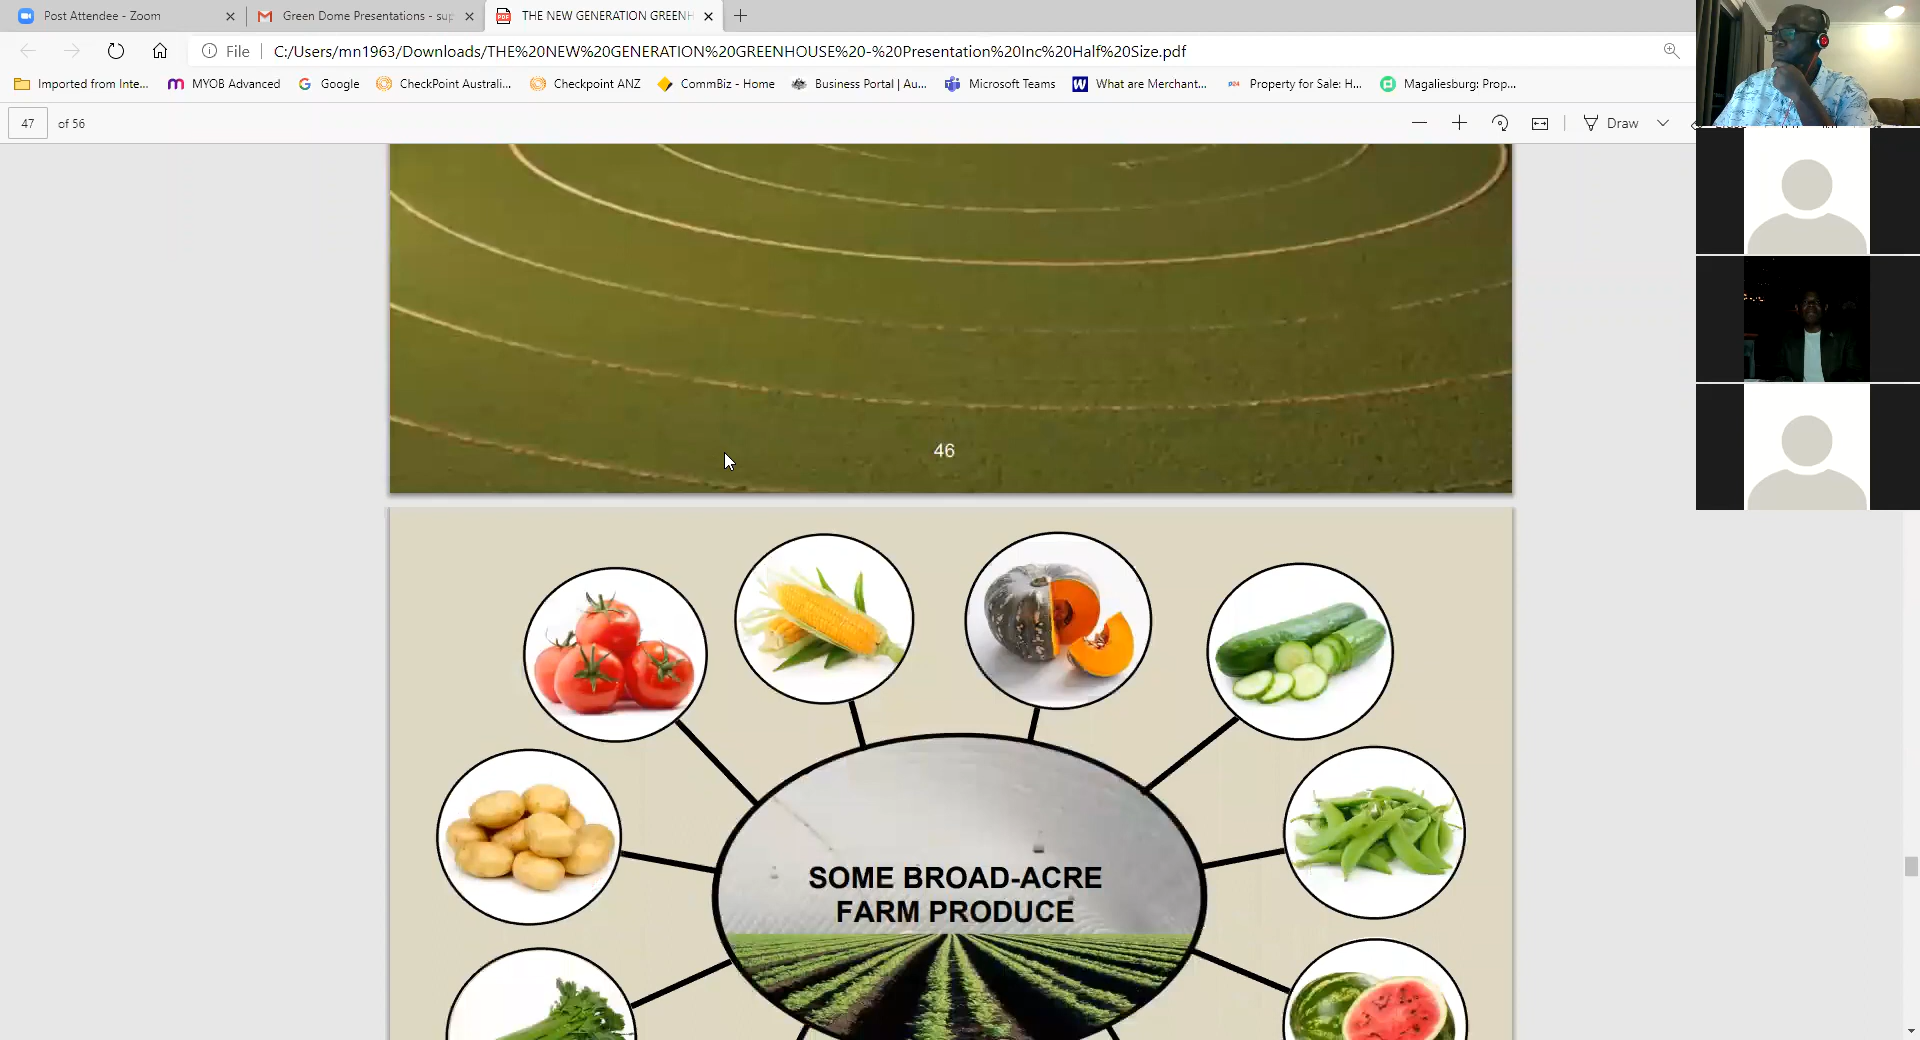 Post Attendee - Zoom
Green Dome Presentations - sup
THE NEW GENERATION GREENH
File
C:/Users/mn1963/Downloads/THE%20NEW%20GENERATION%20GREENHOUSE%20-%20Presentation%20Inc%20Half%20Size.pdf
Imported from Inte...
MYOB Advanced
Google
CheckPoint Australi...
Checkpoint ANZ
CommBiz - Home
Business Portal | Au...
Microsoft Teams
What are Merchant...
Property for Sale: H...
Magaliesburg: Prop...
47 of 56
Draw
46
SOME BROAD-ACRE
FARM PRODUCE